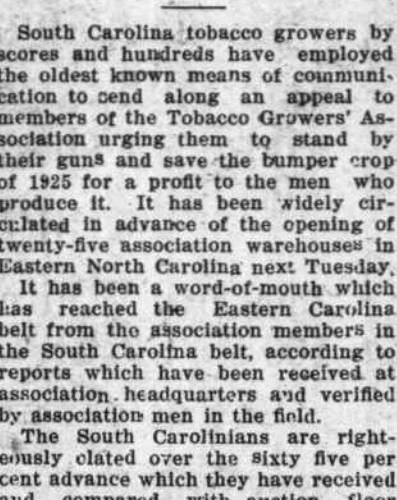 South Carolina tobacco growers by
scores and hundreds have employed
the oldest known means of communi-
cation to send along an appeal to
members of the Tobacco Growers' As-
sociation urging them to stand by
their guns and save the bumper crop
of 1925 for a profit to the men who
produce it. It has been widely cir-
culated in advance of the opening of
twenty-five association warehouses in
Eastern North Carolina next Tuesday.
It has been a word-of-mouth which
has reached the Eastern Carolina
belt from the association members in
the South Carolina belt, according to
reports which have been received at
association headquarters and verified
by association men in the field.
The South Carolinians are right-
eously elated over the sixty five per
cent advance which they have received
and compared with auction floor